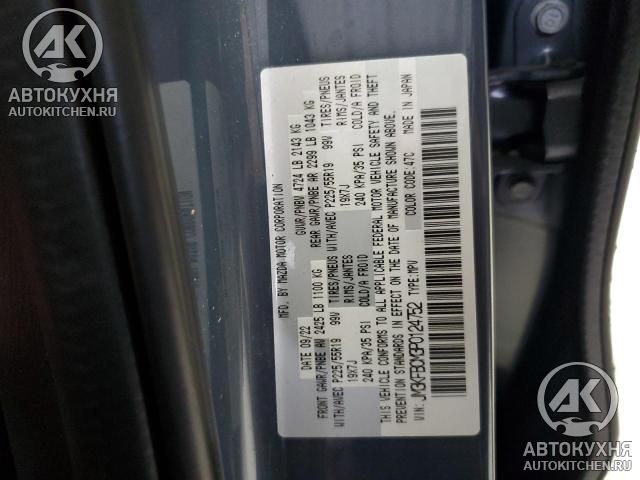 AK
АВТОКУХНЯ
AUTOKITCHEN.RU
MFD. BY MAZDA MOTOR CORPORATION
DATE 09/22
GVWR/PNBV 4724 LB 2143 KG
FRONT GAWR/PNBE AV 2425 LB 1100 KG
REAR GAWR/PNBE AR 2299 LB 1043 KG
WITH/AVEC P225/55R19 99V TIRES/PNEUS
WITH/AVEC P225/55R19 99V TIRES/PNEUS
19X7J RIMS/JANTES
19X7J RIMS/JANTES
240 KPA/35 PSI COLD/A FROID
240 KPA/35 PSI COLD/A FROID
THIS VEHICLE CONFORMS TO ALL APPLICABLE FEDERAL MOTOR VEHICLE SAFETY AND THEFT
PREVENTION STANDARDS IN EFFECT ON THE DATE OF MANUFACTURE SHOWN ABOVE.
VIN: JM3KFBCM3P0124752 TYPE:MPV COLOR CODE:47C MADE IN JAPAN
AK
АВТОКУХНЯ
AUTOKITCHEN.RU